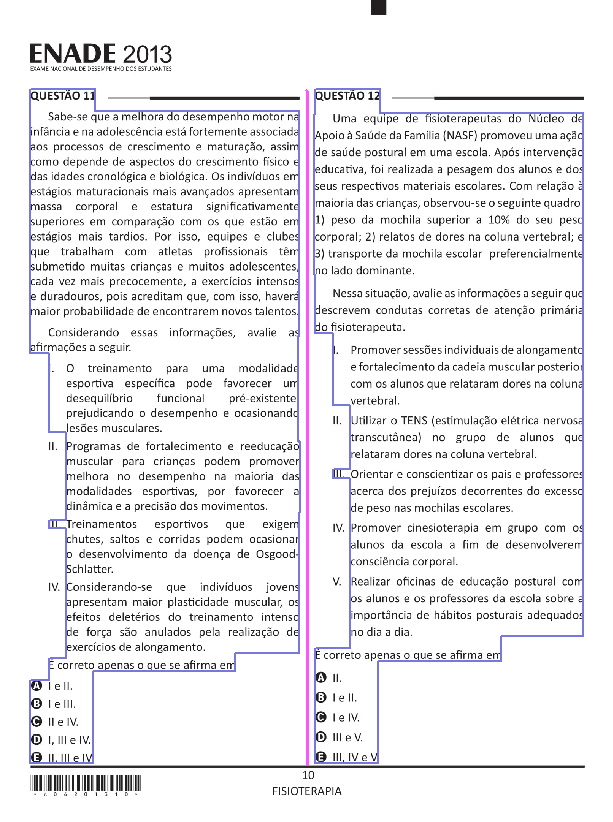 ENADE 2013
EXAME NACIONAL DE DESEMPENHO DOS ESTUDANTES
QUESTÃO 11
Sabe-se que a melhora do desempenho motor na
infância e na adolescência está fortemente associada
aos processos de crescimento e maturação, assim
como depende de aspectos do crescimento físico e
das idades cronológica e biológica. Os indivíduos em
estágios maturacionais mais avançados apresentam
massa corporal e estatura significativamente
superiores em comparação com os que estão em
estágios mais tardios. Por isso, equipes e clubes
que trabalham com atletas profissionais têm
submetido muitas crianças e muitos adolescentes,
cada vez mais precocemente, a exercícios intensos
e duradouros, pois acreditam que, com isso, haverá
maior probabilidade de encontrarem novos talentos.
Considerando essas informações, avalie as
afirmações a seguir.
I. O treinamento para uma modalidade
esportiva específica pode favorecer um
desequilíbrio funcional pré-existente,
prejudicando o desempenho e ocasionando
lesões musculares.
II. Programas de fortalecimento e reeducação
muscular para crianças podem promover
melhora no desempenho na maioria das
modalidades esportivas, por favorecer a
dinâmica e a precisão dos movimentos.
III. Treinamentos esportivos que exigem
chutes, saltos e corridas podem ocasionar
o desenvolvimento da doença de Osgood-
Schlatter.
IV. Considerando-se que indivíduos jovens
apresentam maior plasticidade muscular, os
efeitos deletérios do treinamento intenso
de força são anulados pela realização de
exercícios de alongamento.
É correto apenas o que se afirma em
A I e II.
B I e III.
C II e IV.
D I, III e IV.
E II, III e IV.
QUESTÃO 12
Uma equipe de fisioterapeutas do Núcleo de
Apoio à Saúde da Família (NASF) promoveu uma ação
de saúde postural em uma escola. Após intervenção
educativa, foi realizada a pesagem dos alunos e dos
seus respectivos materiais escolares. Com relação à
maioria das crianças, observou-se o seguinte quadro:
1) peso da mochila superior a 10% do seu peso
corporal; 2) relatos de dores na coluna vertebral; e
3) transporte da mochila escolar preferencialmente
no lado dominante.
Nessa situação, avalie as informações a seguir que
descrevem condutas corretas de atenção primária
do fisioterapeuta.
I. Promover sessões individuais de alongamento
e fortalecimento da cadeia muscular posterior
com os alunos que relataram dores na coluna
vertebral.
II. Utilizar o TENS (estimulação elétrica nervosa
transcutânea) no grupo de alunos que
relataram dores na coluna vertebral.
III. Orientar e conscientizar os pais e professores
acerca dos prejuízos decorrentes do excesso
de peso nas mochilas escolares.
IV. Promover cinesioterapia em grupo com os
alunos da escola a fim de desenvolverem
consciência corporal.
V. Realizar oficinas de educação postural com
os alunos e os professores da escola sobre a
importância de hábitos posturais adequados
no dia a dia.
É correto apenas o que se afirma em
A II.
B I e II.
C I e IV.
D III e V.
E III, IV e V.
10
FISIOTERAPIA